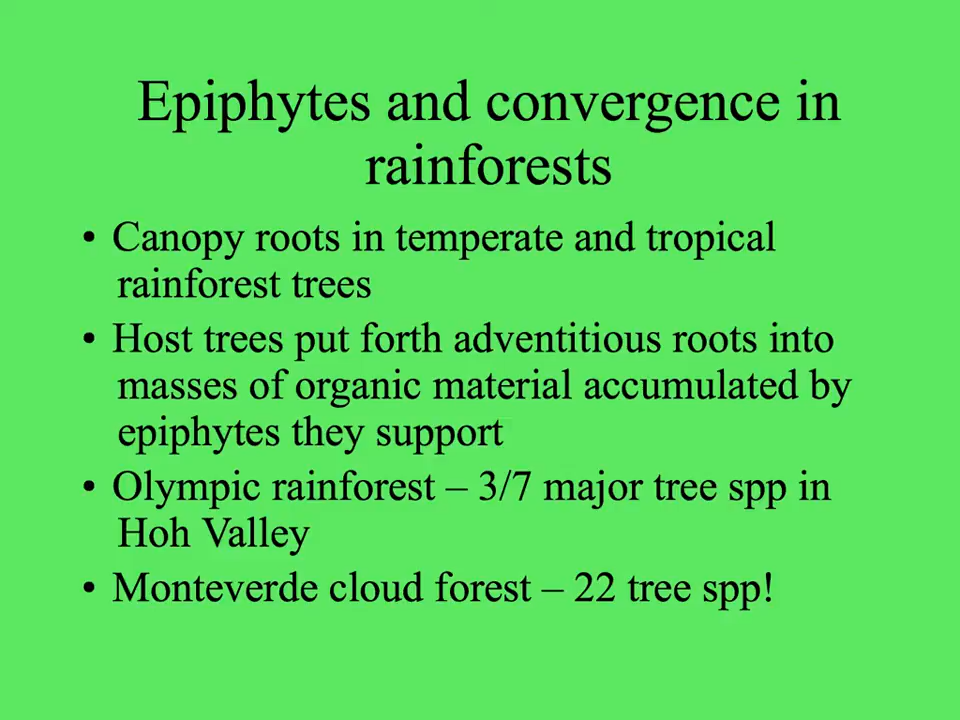 Epiphytes and convergence in
rainforests
• Canopy roots in temperate and tropical
rainforest trees
• Host trees put forth adventitious roots into
masses of organic material accumulated by
epiphytes they support
• Olympic rainforest – 3/7 major tree spp in
Hoh Valley
• Monteverde cloud forest – 22 tree spp!